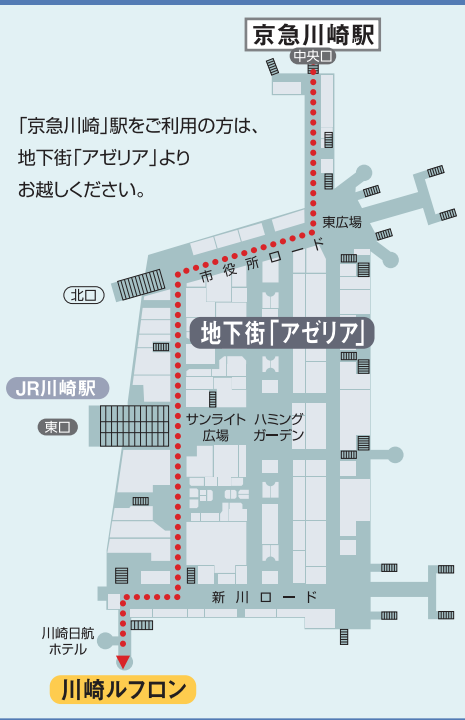 京急川崎駅
中央口
「京急川崎」駅をご利用の方は、
地下街「アゼリア」より
お越しください。
東広場
市役所ロード
北口
地下街「アゼリア」
JR川崎駅
東口
サンライト
広場
ハミング
ガーデン
新川ロード
川崎日航
ホテル
川崎ルフロン